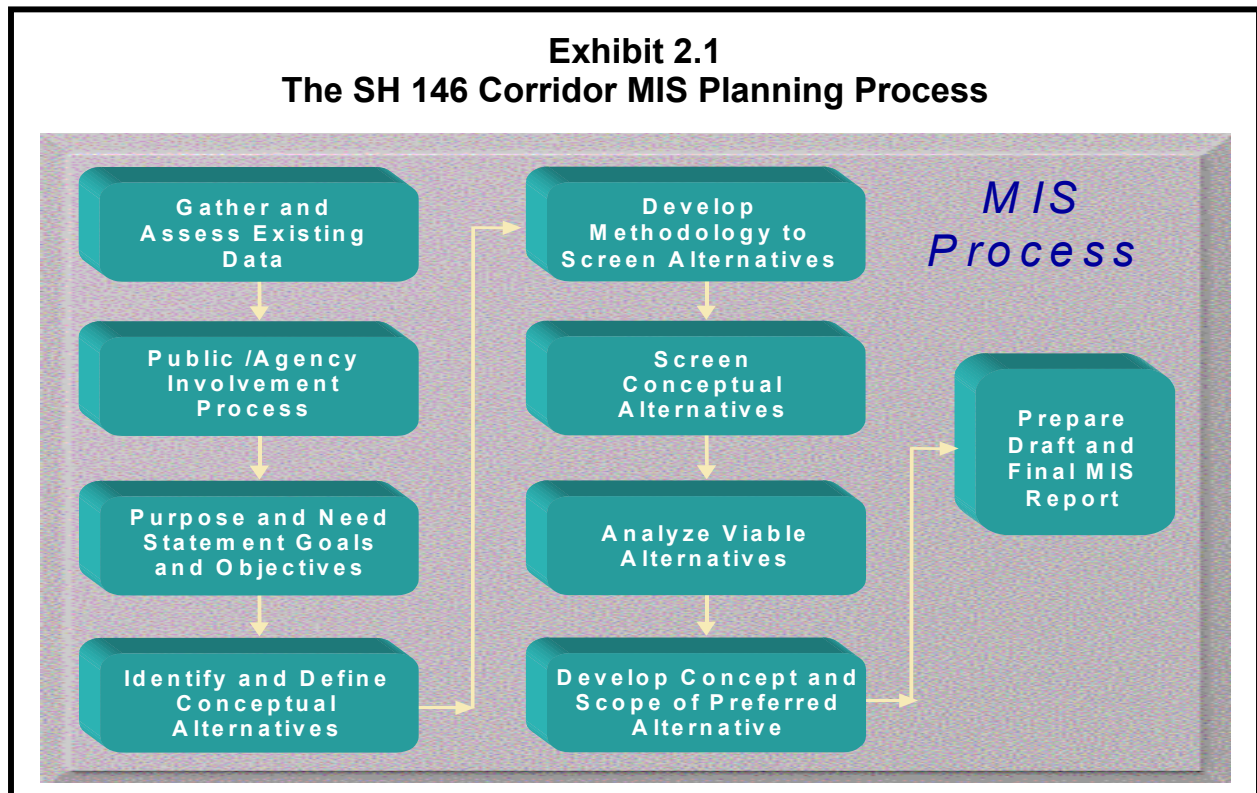 Exhibit 2.1
The SH 146 Corridor MIS Planning Process
Gather and
Assess Existing
Data
Public /Agency
Involvement
Process
Purpose and Need
Statement Goals
and Objectives
Identify and Define
Conceptual
Alternatives
Develop
Methodology to
Screen Alternatives
Screen
Conceptual
Alternatives
Analyze Viable
Alternatives
Develop Concept and
Scope of Preferred
Alternative
MIS
Process
Prepare
Draft and
Final MIS
Report